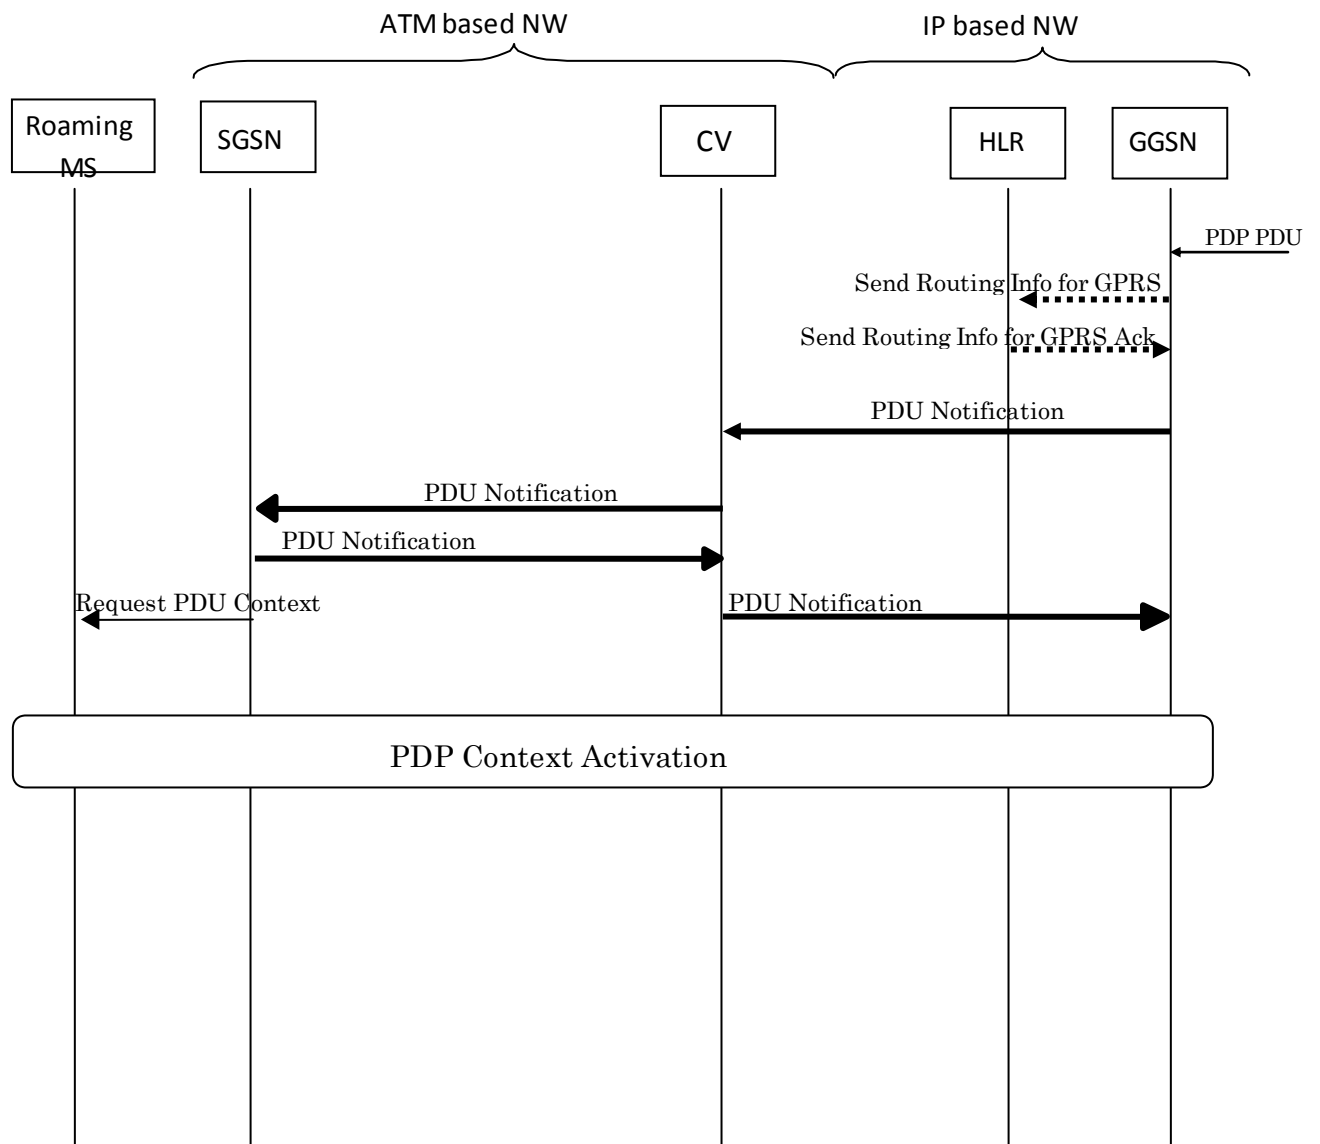 ATM based NW
IP based NW
Roaming
MS
SGSN
CV
HLR
GGSN
PDP PDU
Send Routing Info for GPRS
Send Routing Info for GPRS Ack
PDU Notification
PDU Notification
PDU Notification
Request PDU Context
PDU Notification
PDP Context Activation